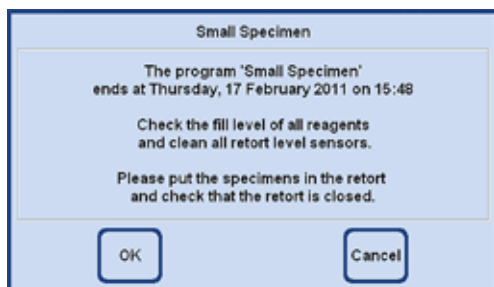 Small Specimen
The program 'Small Specimen'
ends at Thursday, 17 February 2011 on 15:48
Check the fill level of all reagents
and clean all retort level sensors.
Please put the specimens in the retort
and check that the retort is closed.
OK
Cancel